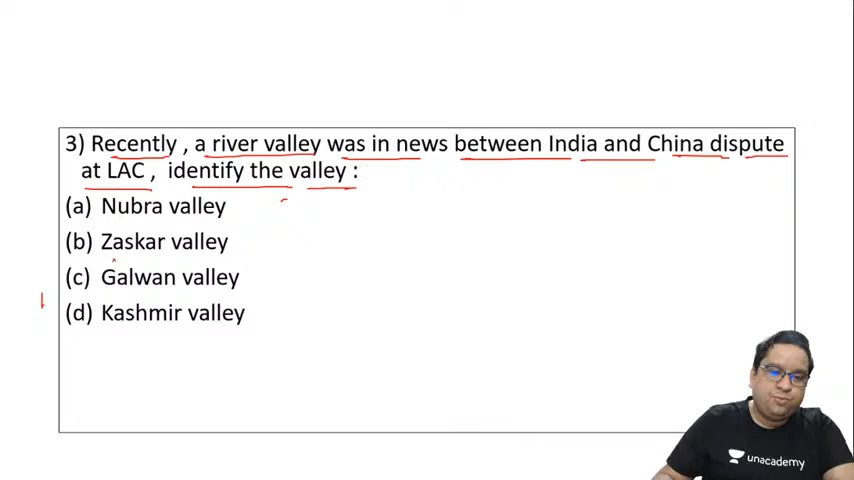 3) Recently , a river valley was in news between India and China dispute
at LAC , identify the valley :
(a) Nubra valley
(b) Zaskar valley
(c) Galwan valley
(d) Kashmir valley
unacademy